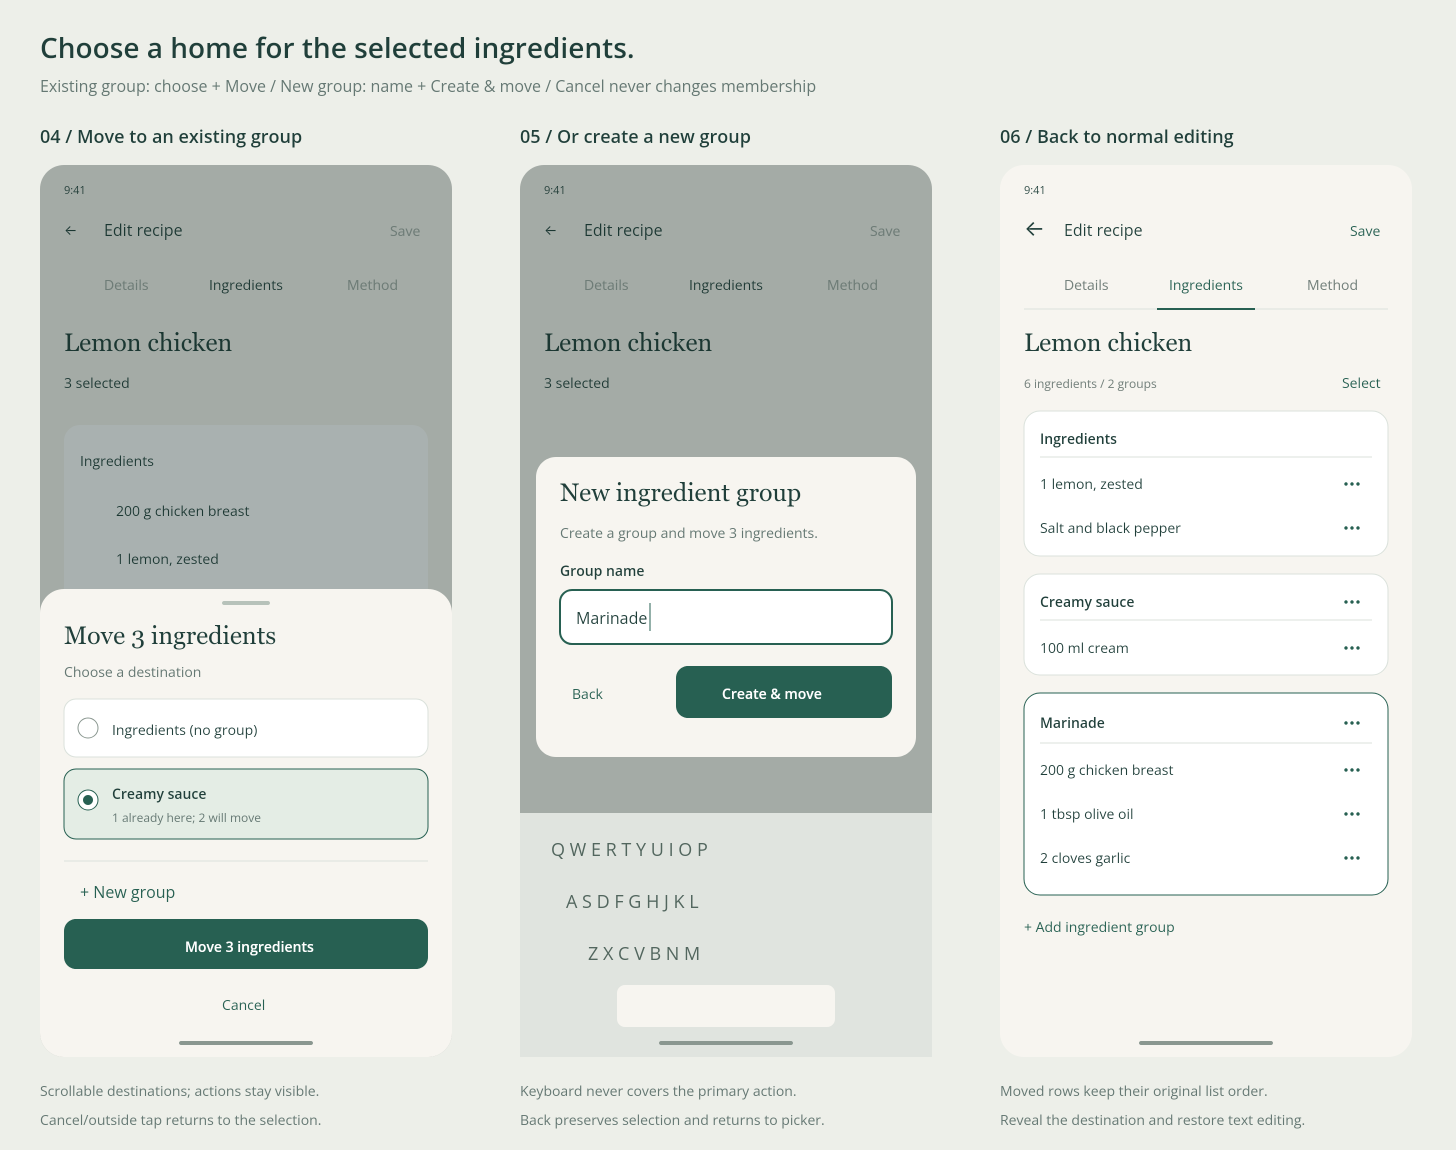 Choose a home for the selected ingredients.
Existing group: choose + Move / New group: name + Create & move / Cancel never changes membership
04 / Move to an existing group
9:41
← Edit recipe Save
Details Ingredients Method
Lemon chicken
3 selected
Ingredients
200 g chicken breast
1 lemon, zested
Move 3 ingredients
Choose a destination
Ingredients (no group)
Creamy sauce
1 already here; 2 will move
+ New group
Move 3 ingredients
Cancel
Scrollable destinations; actions stay visible.
Cancel/outside tap returns to the selection.
05 / Or create a new group
9:41
← Edit recipe Save
Details Ingredients Method
Lemon chicken
3 selected
New ingredient group
Create a group and move 3 ingredients.
Group name
Marinade
Back Create & move
Q W E R T Y U I O P
A S D F G H J K L
Z X C V B N M
Keyboard never covers the primary action.
Back preserves selection and returns to picker.
06 / Back to normal editing
9:41
← Edit recipe Save
Details Ingredients Method
Lemon chicken
6 ingredients / 2 groups Select
Ingredients
1 lemon, zested
Salt and black pepper
Creamy sauce
100 ml cream
Marinade
200 g chicken breast
1 tbsp olive oil
2 cloves garlic
+ Add ingredient group
Moved rows keep their original list order.
Reveal the destination and restore text editing.